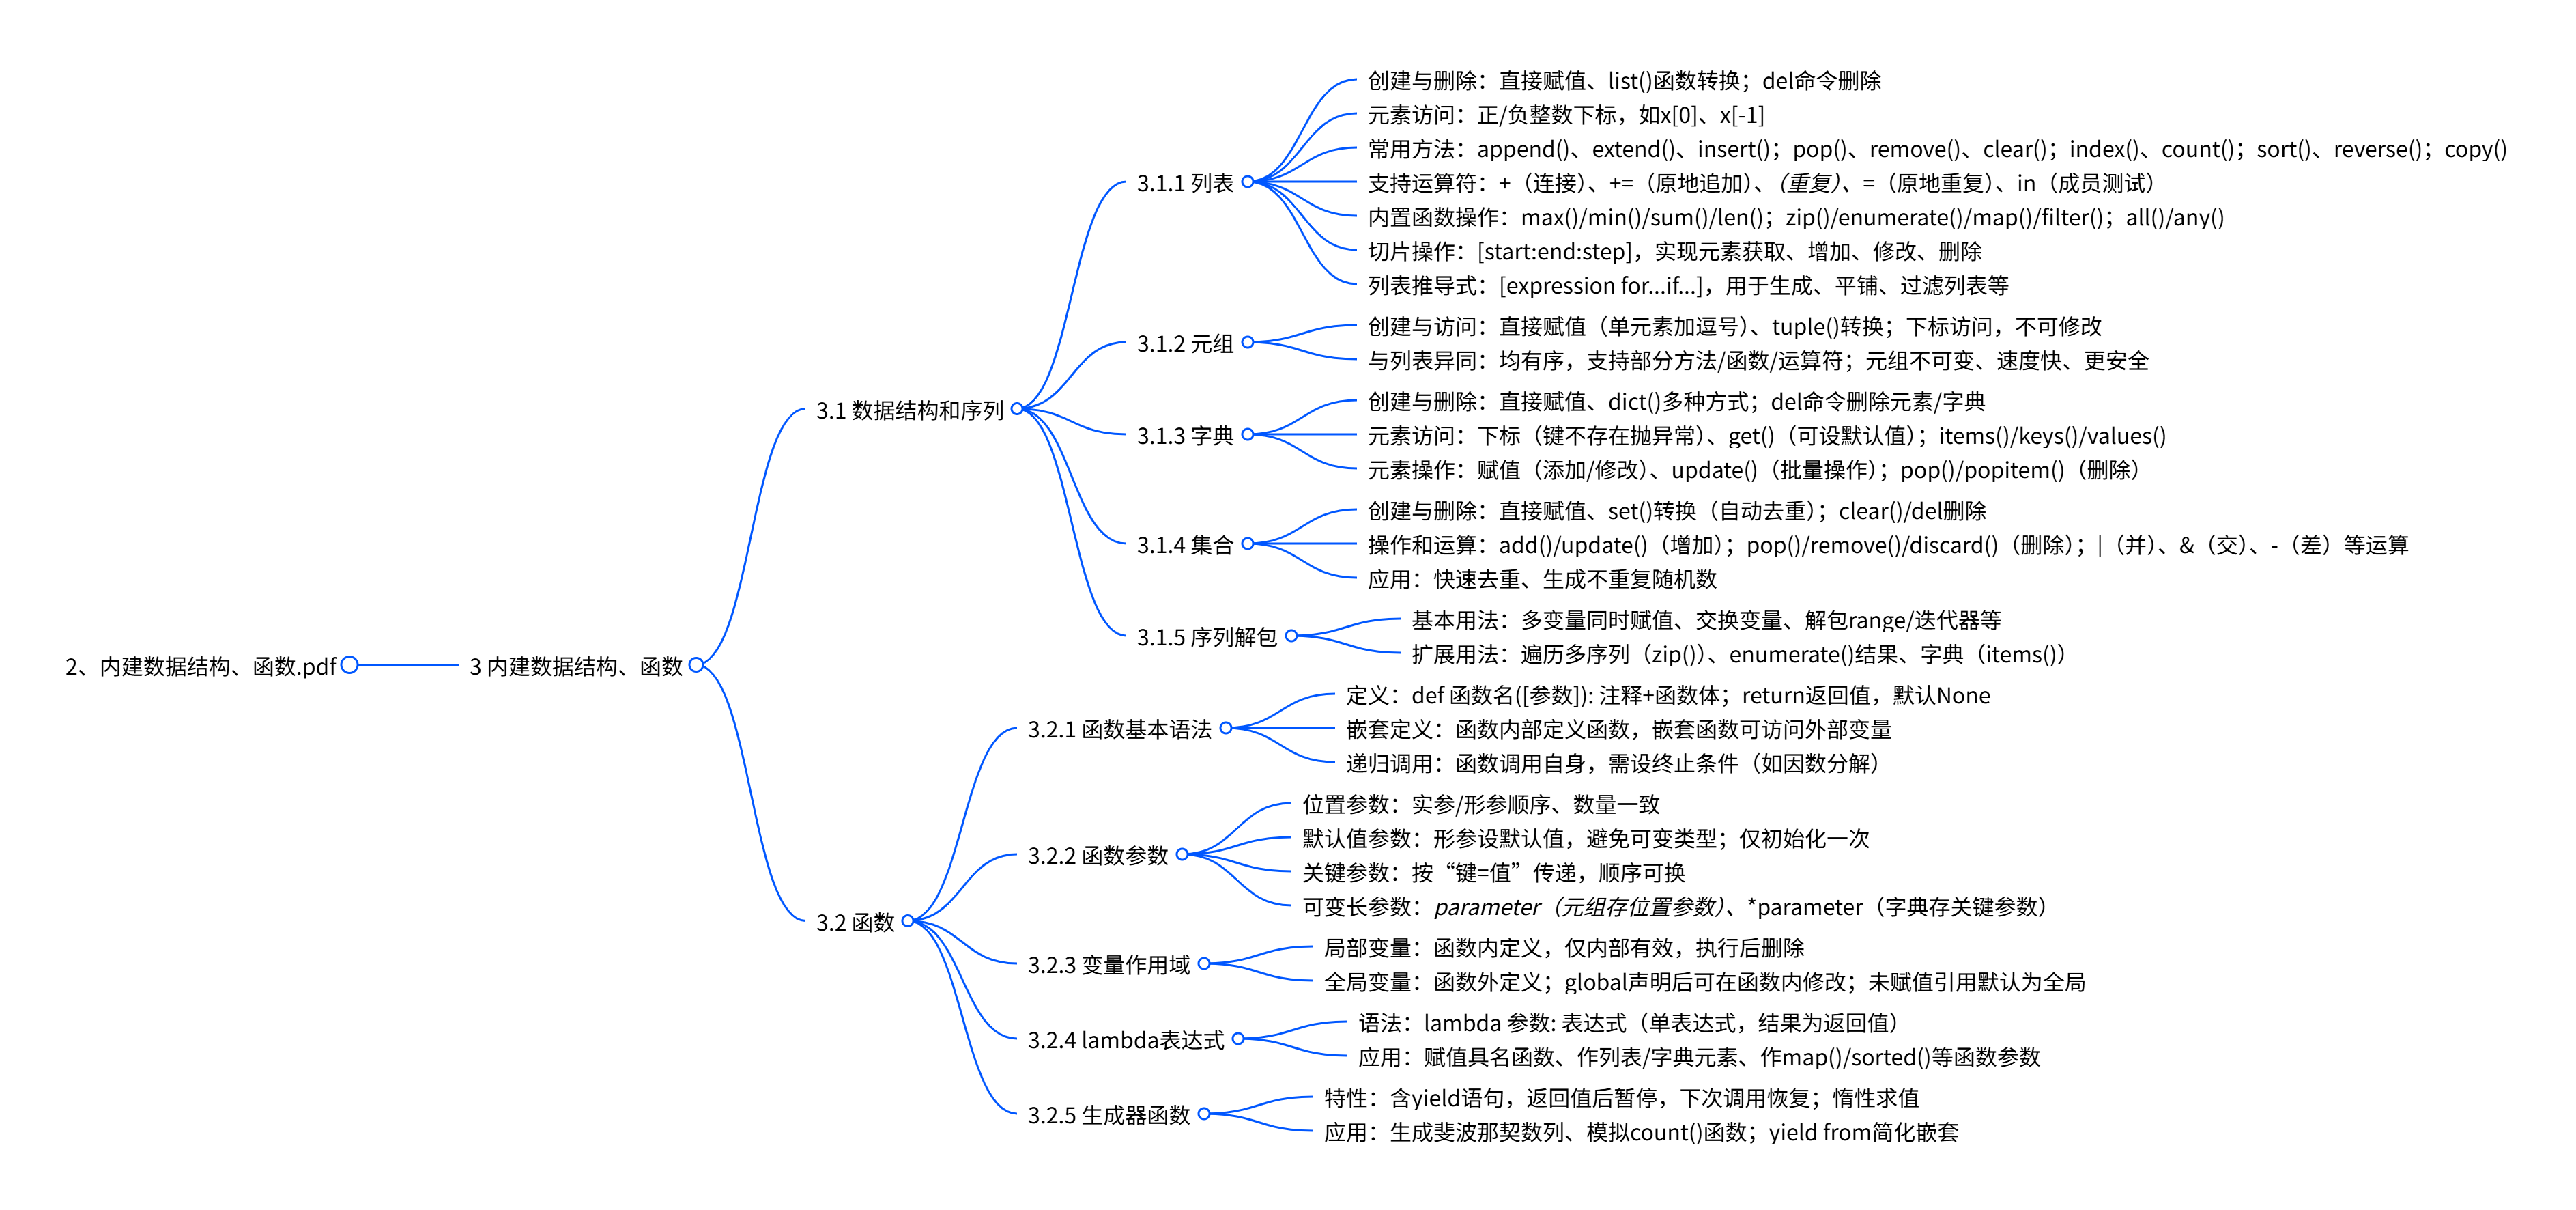 2、内建数据结构、函数.pdf
3 内建数据结构、函数
3.1 数据结构和序列
3.1.1 列表
创建与删除：直接赋值、list()函数转换；del命令删除
元素访问：正/负整数下标，如x[0]、x[-1]
常用方法：append()、extend()、insert()；pop()、remove()、clear()；index()、count()；sort()、reverse()；copy()
支持运算符：+（连接）、+=（原地追加）、（重复）、=（原地重复）、in（成员测试）
内置函数操作：max()/min()/sum()/len()；zip()/enumerate()/map()/filter()；all()/any()
切片操作：[start:end:step]，实现元素获取、增加、修改、删除
列表推导式：[expression for...if...]，用于生成、平铺、过滤列表等
3.1.2 元组
创建与访问：直接赋值（单元素加逗号）、tuple()转换；下标访问，不可修改
与列表异同：均有序，支持部分方法/函数/运算符；元组不可变、速度快、更安全
3.1.3 字典
创建与删除：直接赋值、dict()多种方式；del命令删除元素/字典
元素访问：下标（键不存在抛异常）、get()（可设默认值）；items()/keys()/values()
元素操作：赋值（添加/修改）、update()（批量操作）；pop()/popitem()（删除）
3.1.4 集合
创建与删除：直接赋值、set()转换（自动去重）；clear()/del删除
操作和运算：add()/update()（增加）；pop()/remove()/discard()（删除）；|（并）、&（交）、-（差）等运算
应用：快速去重、生成不重复随机数
3.1.5 序列解包
基本用法：多变量同时赋值、交换变量、解包range/迭代器等
扩展用法：遍历多序列（zip()）、enumerate()结果、字典（items()）
3.2 函数
3.2.1 函数基本语法
定义：def 函数名([参数]): 注释+函数体；return返回值，默认None
嵌套定义：函数内部定义函数，嵌套函数可访问外部变量
递归调用：函数调用自身，需设终止条件（如因数分解）
3.2.2 函数参数
位置参数：实参/形参顺序、数量一致
默认值参数：形参设默认值，避免可变类型；仅初始化一次
关键参数：按“键=值”传递，顺序可换
可变长参数：parameter（元组存位置参数）、*parameter（字典存关键参数）
3.2.3 变量作用域
局部变量：函数内定义，仅内部有效，执行后删除
全局变量：函数外定义；global声明后可在函数内修改；未赋值引用默认为全局
3.2.4 lambda表达式
语法：lambda 参数: 表达式（单表达式，结果为返回值）
应用：赋值具名函数、作列表/字典元素、作map()/sorted()等函数参数
3.2.5 生成器函数
特性：含yield语句，返回值后暂停，下次调用恢复；惰性求值
应用：生成斐波那契数列、模拟count()函数；yield from简化嵌套